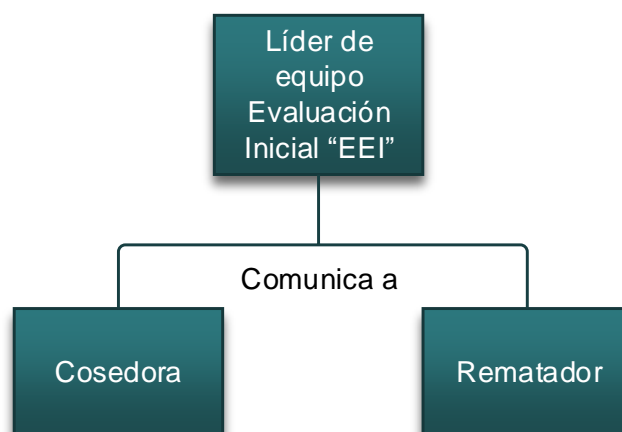 Líder de
equipo
Evaluación
Inicial “EEI”
Comunica a
Cosedora
Rematador